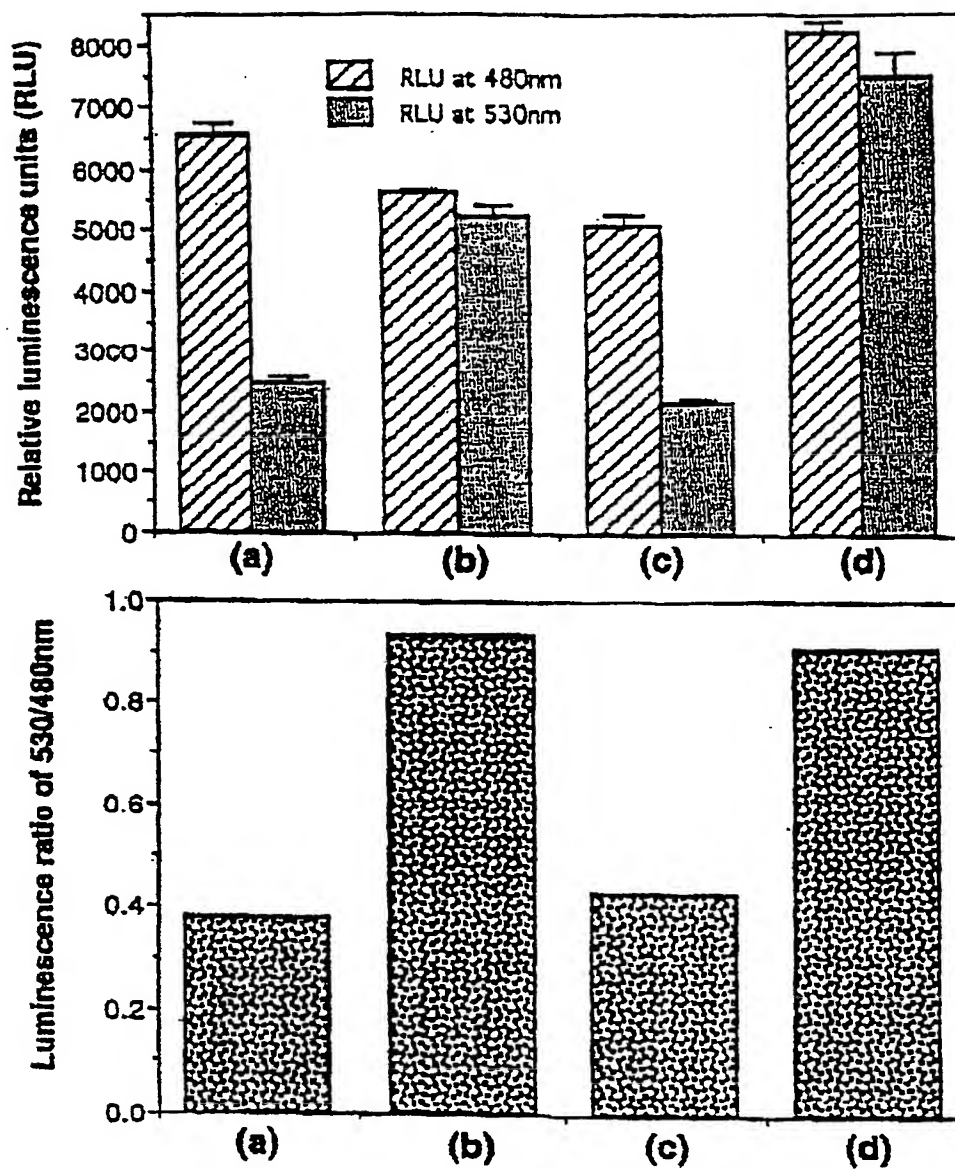 Relative luminescence units (RLU)
8000
7000
6000
5000
4000
3000
2000
1000
0
RLU at 480nm
RLU at 530nm
(a) (b) (c) (d)
Luminescence ratio of 530/480nm
1.0
0.8
0.6
0.4
0.2
0.0
(a) (b) (c) (d)